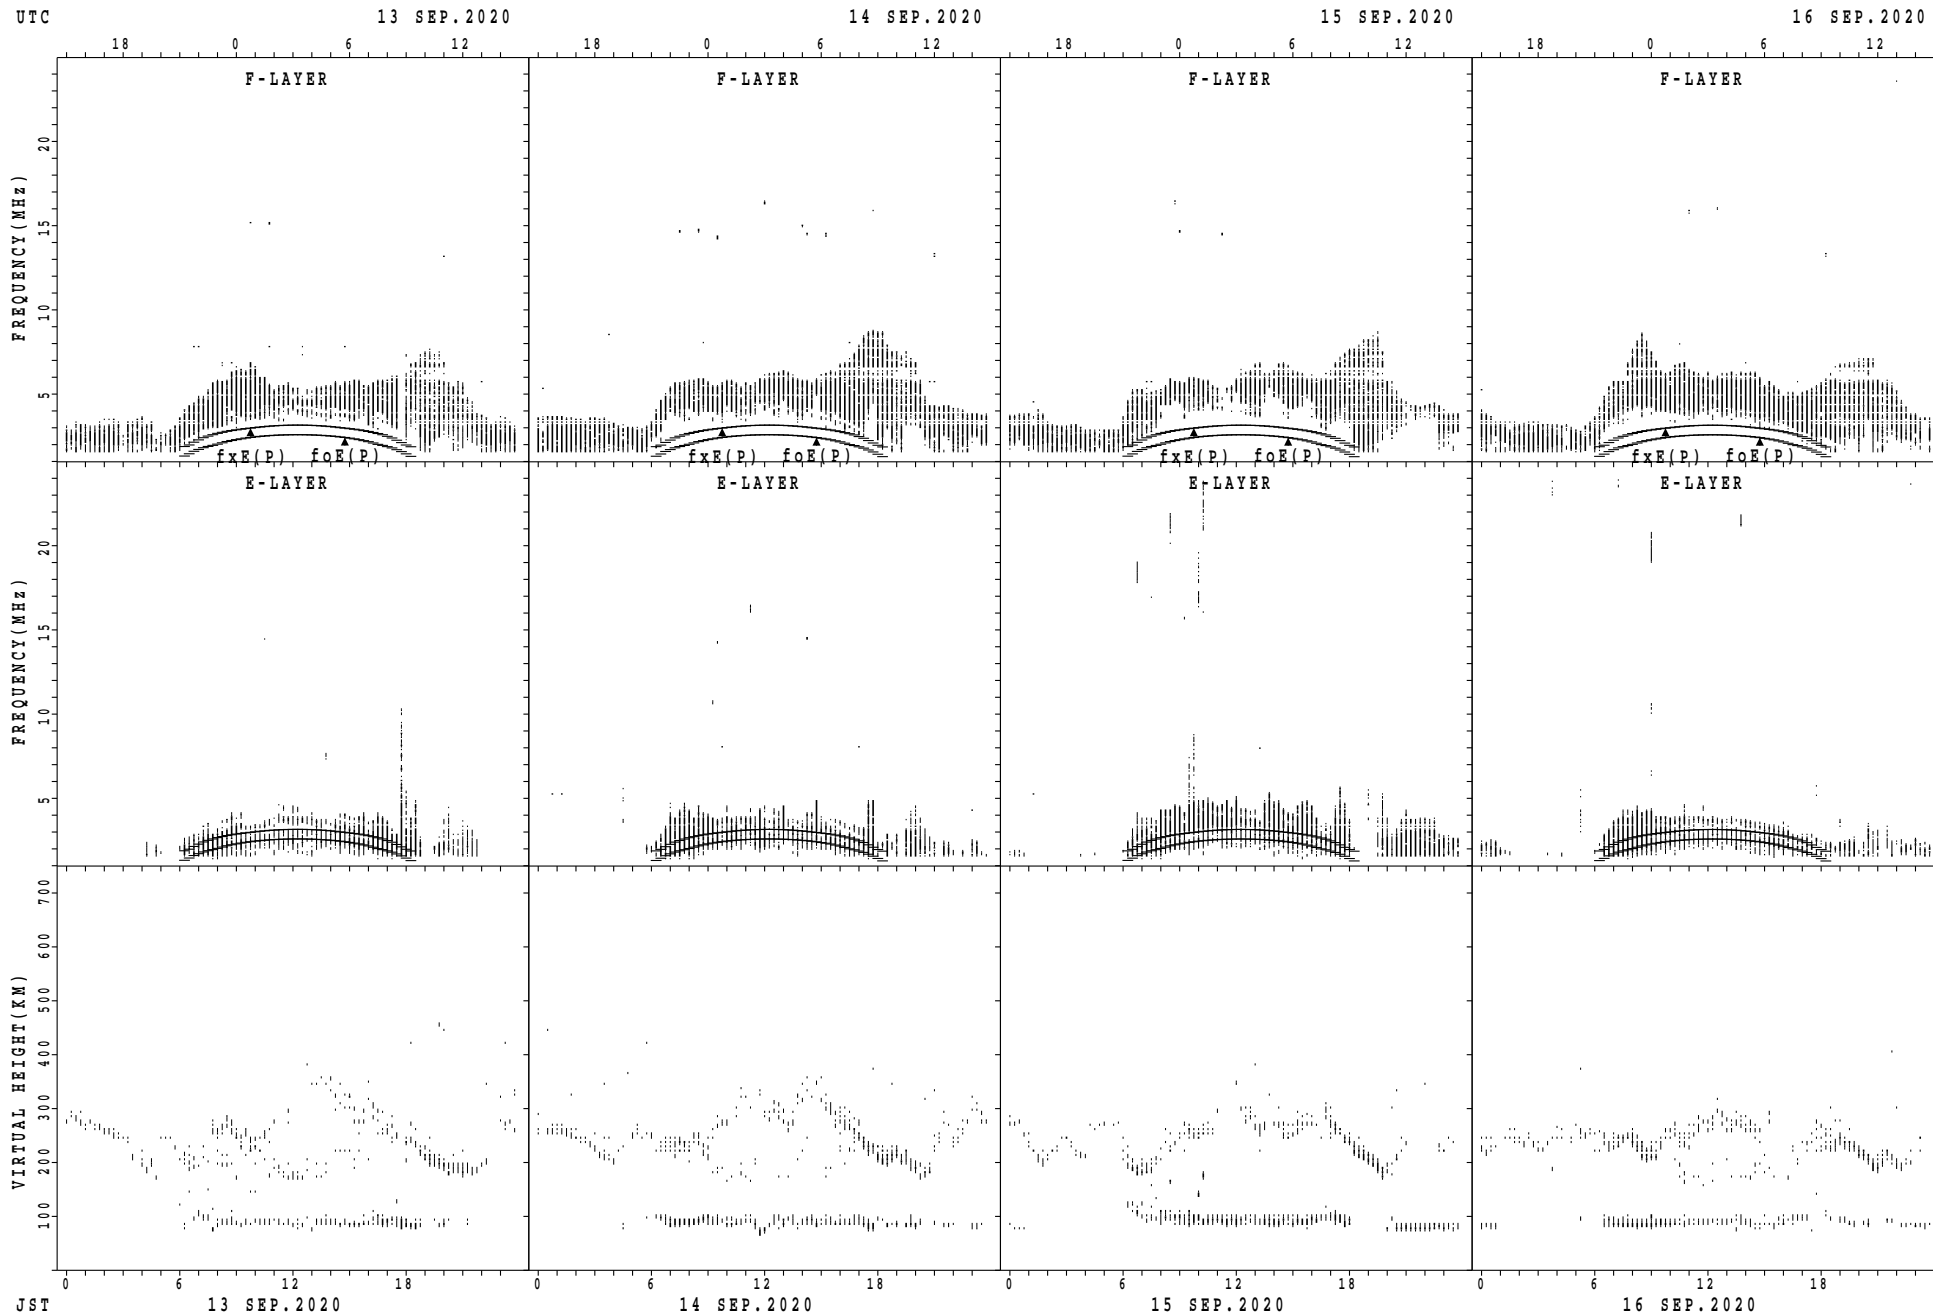 UTC 13 SEP.2020 14 SEP.2020 15 SEP.2020 16 SEP.2020
18 0 6 12 18 0 6 12 18 0 6 12 18 0 6 12
F-LAYER F-LAYER F-LAYER F-LAYER
FREQUENCY(MHz)
20
15
10
5
fxE(P) foE(P) fxE(P) foE(P) fxE(P) foE(P) fxE(P) foE(P)
E-LAYER E-LAYER E-LAYER E-LAYER
FREQUENCY(MHz)
20
15
10
5
VIRTUAL HEIGHT(KM)
700
600
500
400
300
200
100
0 6 12 18 0 6 12 18 0 6 12 18 0 6 12 18
JST 13 SEP.2020 14 SEP.2020 15 SEP.2020 16 SEP.2020